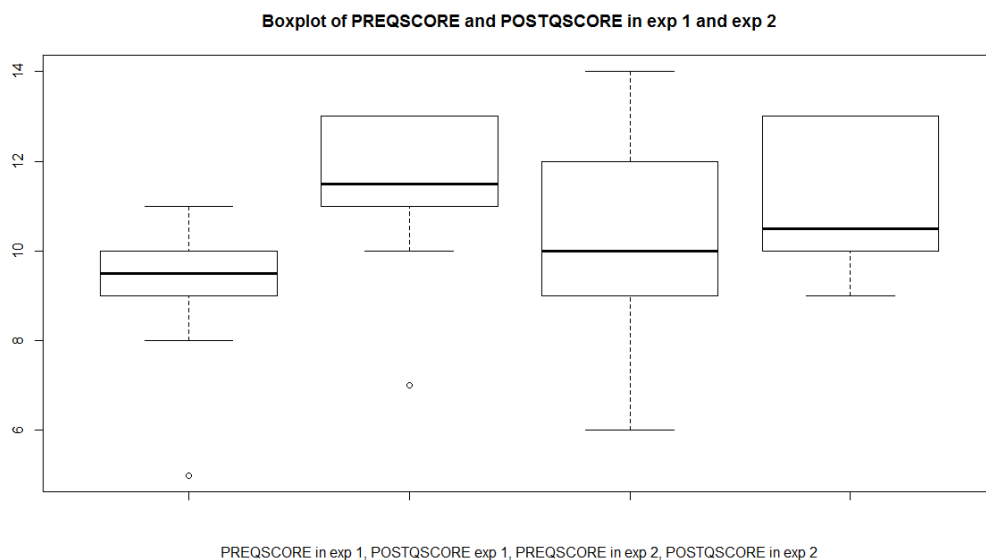 Boxplot of PREQSCORE and POSTQSCORE in exp 1 and exp 2
14
12
10
8
6
PREQSCORE in exp 1, POSTQSCORE exp 1, PREQSCORE in exp 2, POSTQSCORE in exp 2